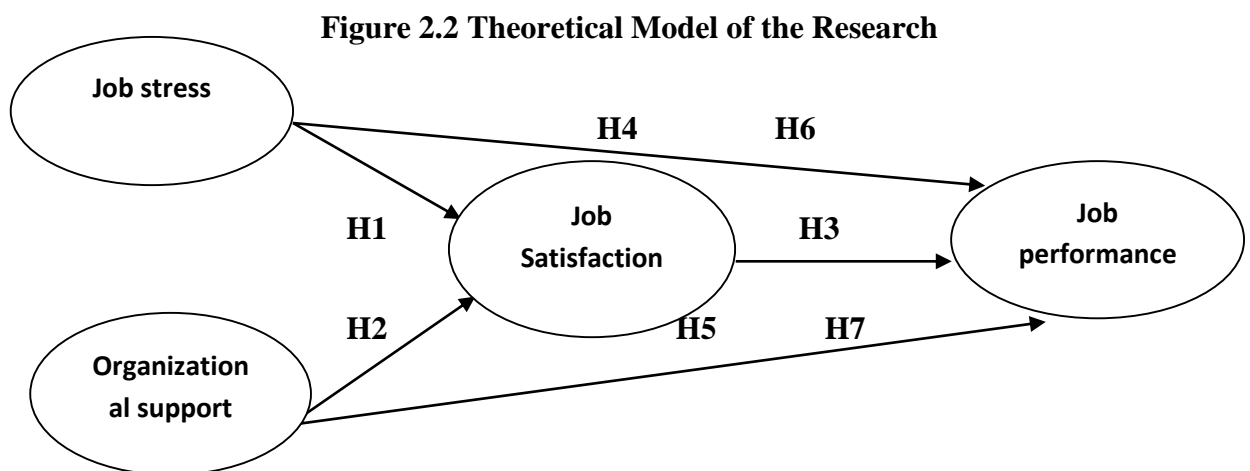 Figure 2.2 Theoretical Model of the Research
Job stress
H4
H6
H1
Job
Satisfaction
H3
Job
performance
H2
H5
H7
Organization
al support